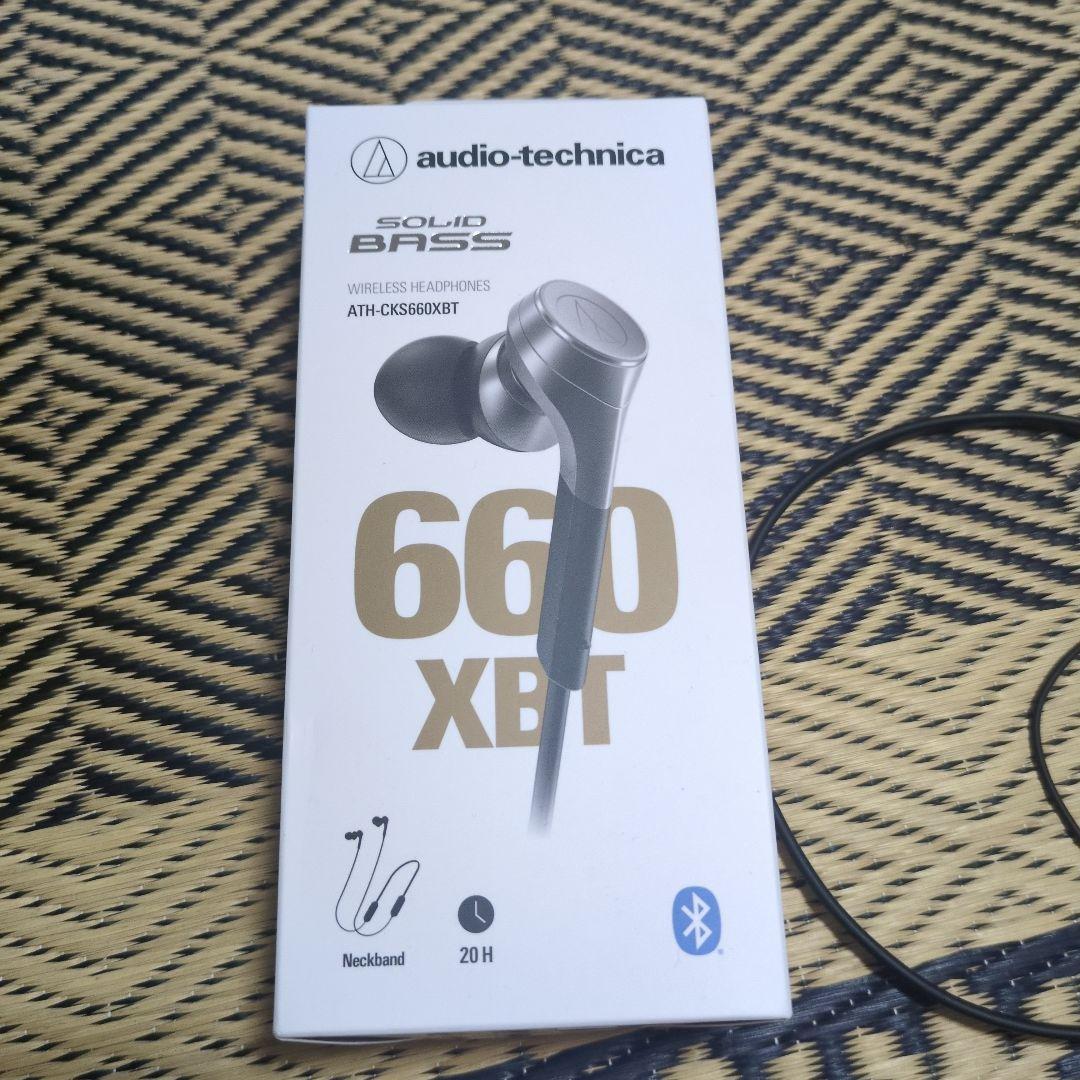 audio-technica
SOLID
BASS
WIRELESS HEADPHONES
ATH-CKS660XBT
660
XBT
Neckband
20 H